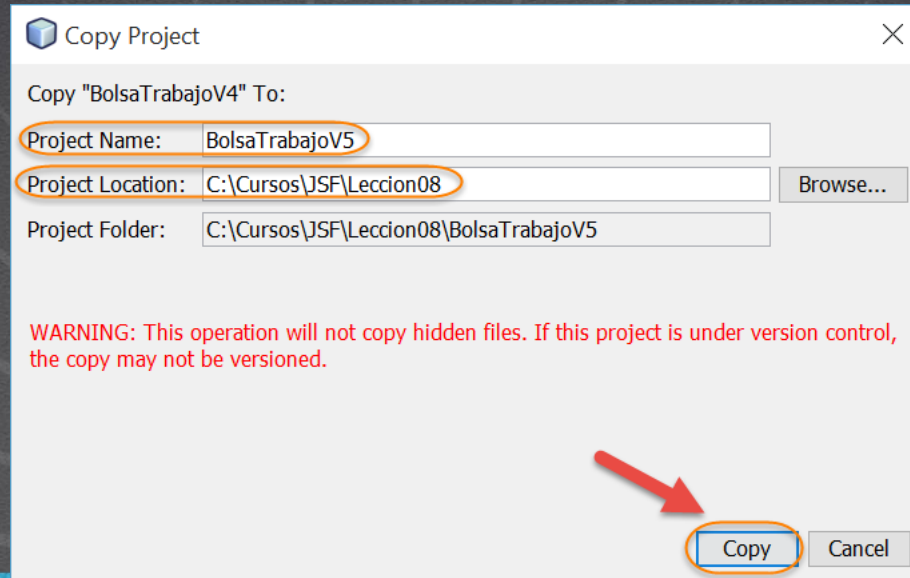 Copy Project
Copy "BolsaTrabajoV4" To:
Project Name: BolsaTrabajoV5
Project Location: C:\Cursos\JSF\Leccion08 Browse...
Project Folder: C:\Cursos\JSF\Leccion08\BolsaTrabajoV5
WARNING: This operation will not copy hidden files. If this project is under version control,
the copy may not be versioned.
Copy Cancel